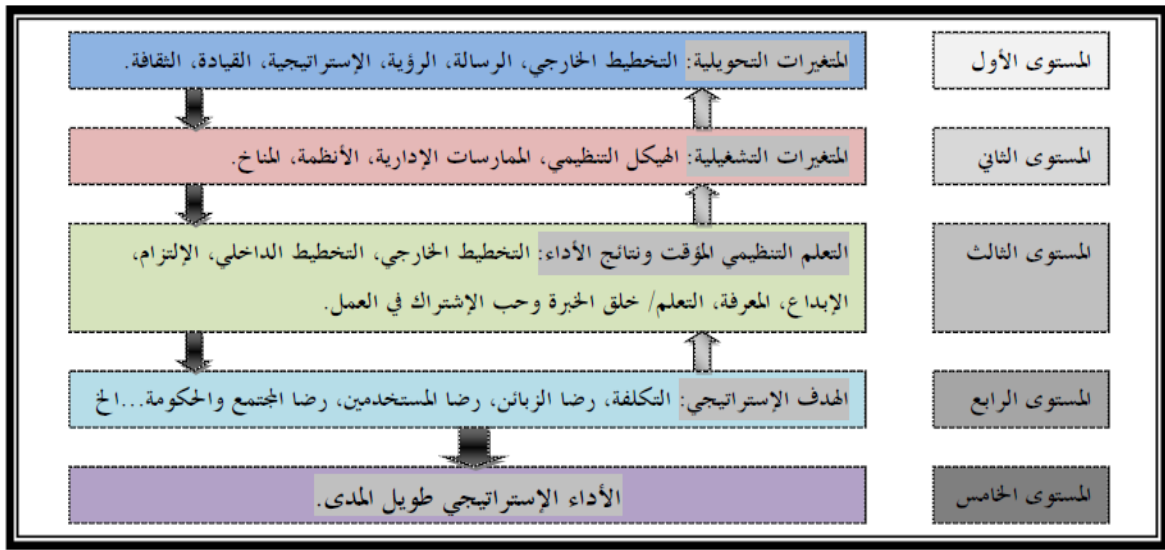 المستوى الأول
المتغيرات التحويلية: التخطيط الخارجي، الرسالة، الرؤية، الإستراتيجية، القيادة، الثقافة.
المستوى الثاني
المتغيرات التشغيلية: الهيكل التنظيمي، الممارسات الإدارية، الأنظمة، المناخ.
المستوى الثالث
التعلم التنظيمي المؤقت ونتائج الأداء: التخطيط الخارجي، التخطيط الداخلي، الإلتزام،
الإبداع، المعرفة، التعلم/ خلق الخبرة وحب الإشتراك في العمل.
المستوى الرابع
الهدف الإستراتيجي: التكلفة، رضا الزبائن، رضا المستخدمين، رضا المجتمع والحكومة...الخ
المستوى الخامس
الأداء الإستراتيجي طويل المدى.